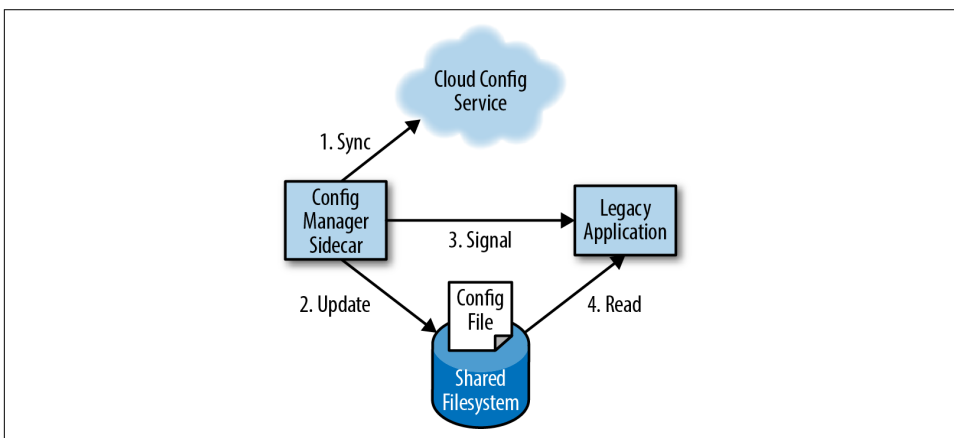 Cloud Config
Service
1. Sync
Config
Manager
Sidecar
Legacy
Application
3. Signal
2. Update
Config
File
4. Read
Shared
Filesystem